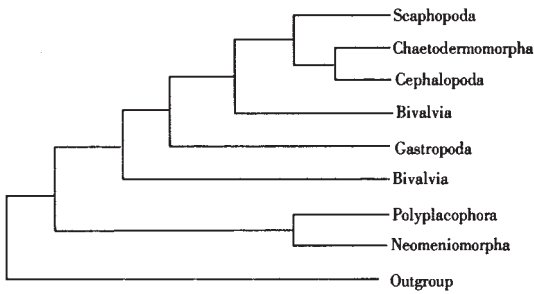 Scaphopoda
Chaetodermomorpha
Cephalopoda
Bivalvia
Gastropoda
Bivalvia
Polyplacophora
Neomeniomorpha
Outgroup